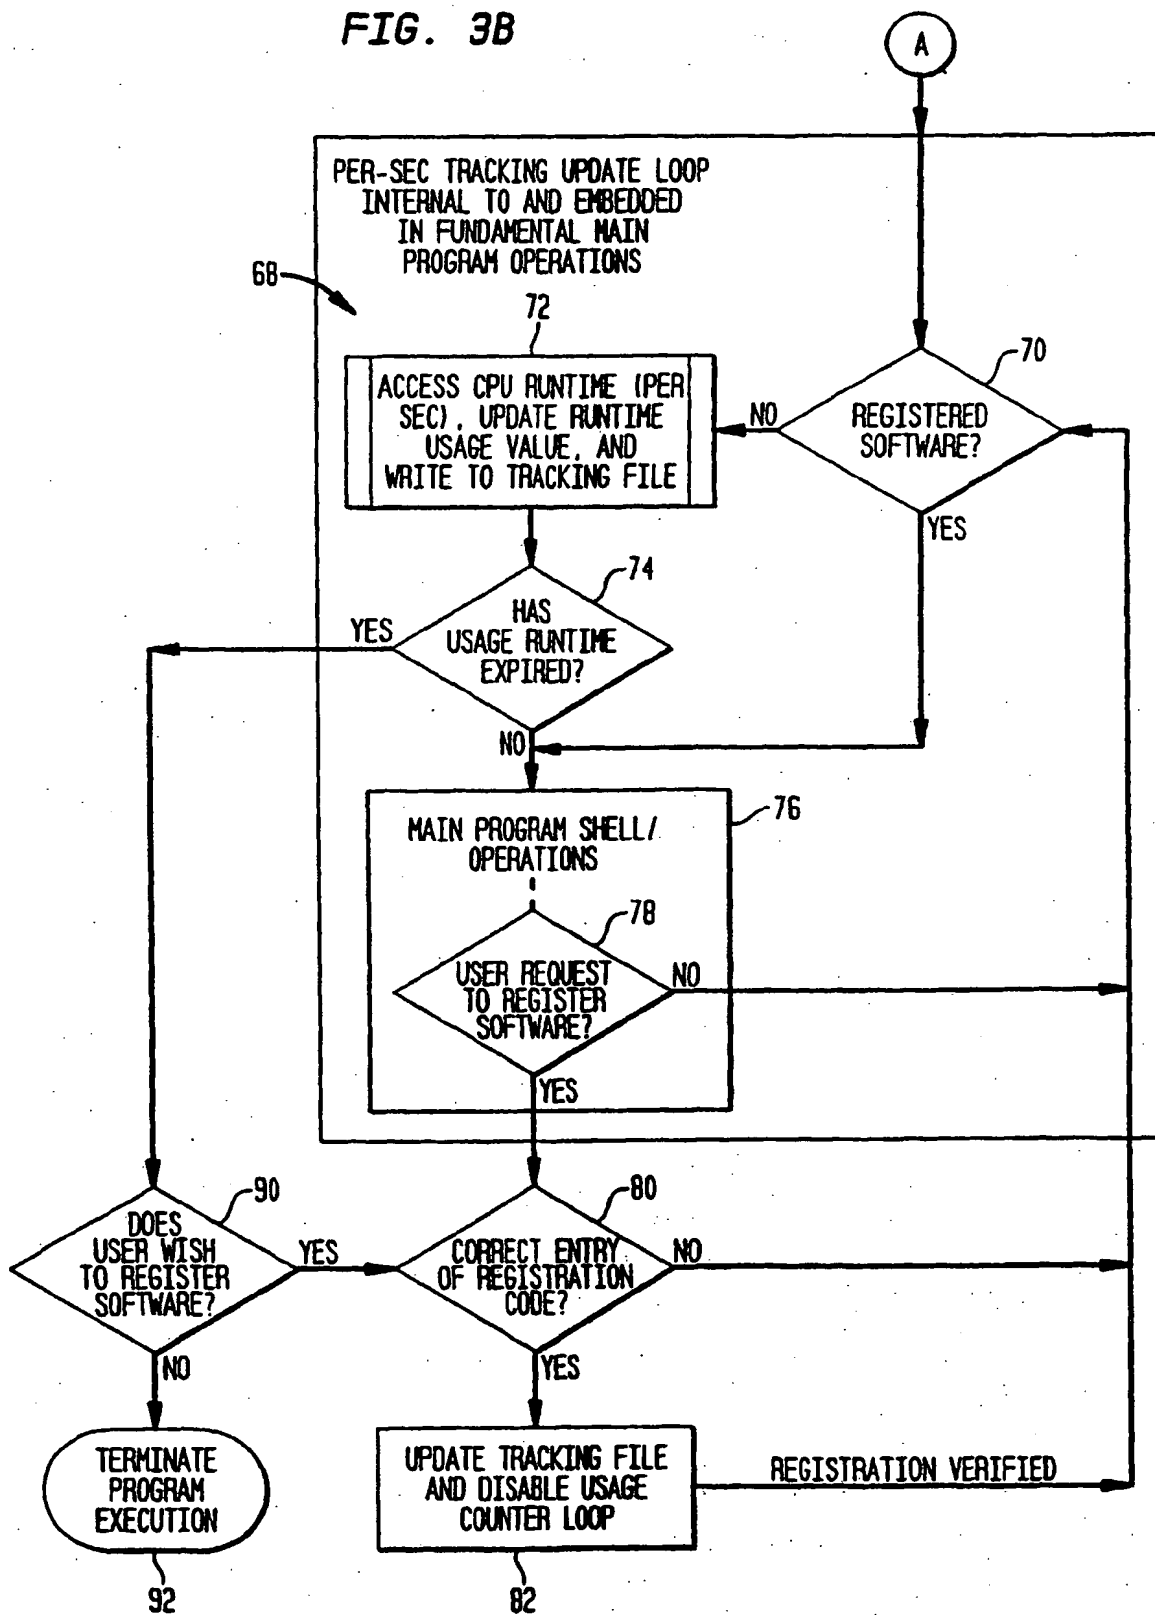 FIG. 3B
A
PER-SEC TRACKING UPDATE LOOP
INTERNAL TO AND EMBEDDED
IN FUNDAMENTAL MAIN
PROGRAM OPERATIONS
68
72
70
ACCESS CPU RUNTIME (PER
SEC), UPDATE RUNTIME
USAGE VALUE, AND
WRITE TO TRACKING FILE
NO
REGISTERED
SOFTWARE?
YES
74
HAS
USAGE RUNTIME
EXPIRED?
YES
NO
76
MAIN PROGRAM SHELL/
OPERATIONS
78
USER REQUEST
TO REGISTER
SOFTWARE?
NO
YES
90
DOES
USER WISH
TO REGISTER
SOFTWARE?
YES
80
CORRECT ENTRY
OF REGISTRATION
CODE?
NO
NO
YES
TERMINATE
PROGRAM
EXECUTION
UPDATE TRACKING FILE
AND DISABLE USAGE
COUNTER LOOP
REGISTRATION VERIFIED
92
82